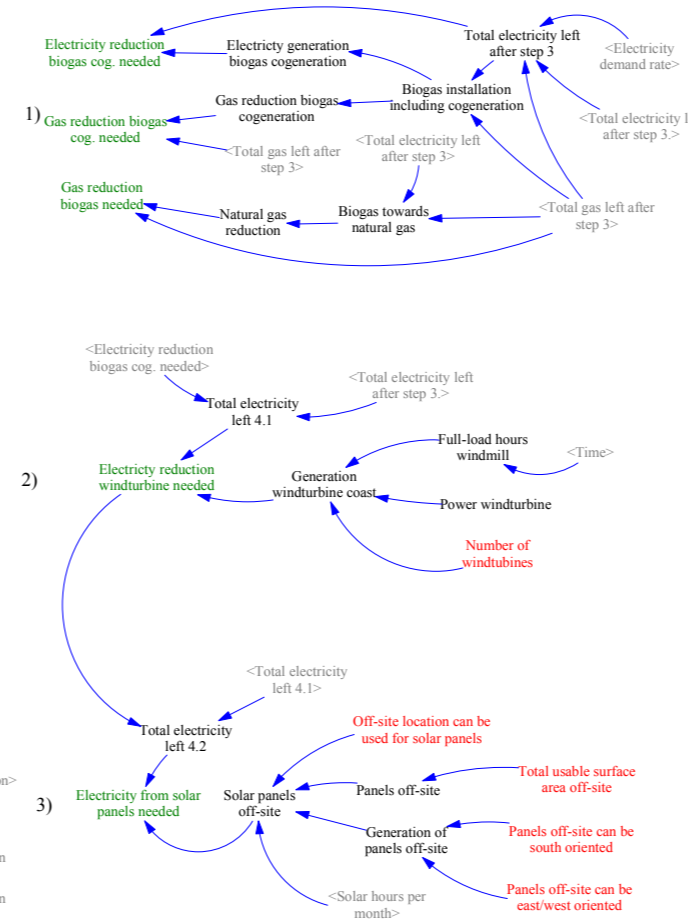 1)
Electricity reduction
biogas cog. needed
Electricty generation
biogas cogeneration
Total electricity left
after step 3
<Electricity
demand rate>
Biogas installation
including cogeneration
Gas reduction biogas
cogeneration
Gas reduction biogas
cog. needed
<Total gas left after
step 3>
<Total electricity left
after step 3>
<Total electricity l
after step 3.>
Gas reduction
biogas needed
Natural gas
reduction
Biogas towards
natural gas
<Total gas left after
step 3>
2)
<Electricity reduction
biogas cog. needed>
<Total electricity left
after step 3.>
Total electricity
left 4.1
Electricty reduction
windturbine needed
Generation
windturbine coast
Full-load hours
windmill
<Time>
Power windturbine
Number of
windtubines
3)
<Total electricity
left 4.1>
Total electricity
left 4.2
Off-site location can be
used for solar panels
Electricity from solar
panels needed
Solar panels
off-site
Panels off-site
Total usable surface
area off-site
Generation of
panels off-site
Panels off-site can be
south oriented
Panels off-site can be
east/west oriented
<Solar hours per
month>
on>
n
n